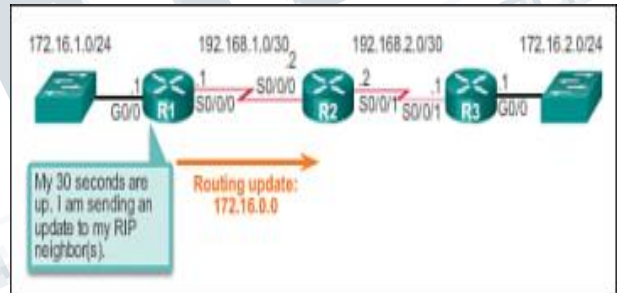 172.16.1.0/24 192.168.1.0/30 192.168.2.0/30 172.16.2.0/24
.1 .1 .2 .2 .1 .1
G0/0 R1 S0/0/0 S0/0/0 R2 S0/0/1 S0/0/1 R3 G0/0
My 30 seconds are
up. I am sending an
update to my RIP
neighbor(s).
Routing update:
172.16.0.0